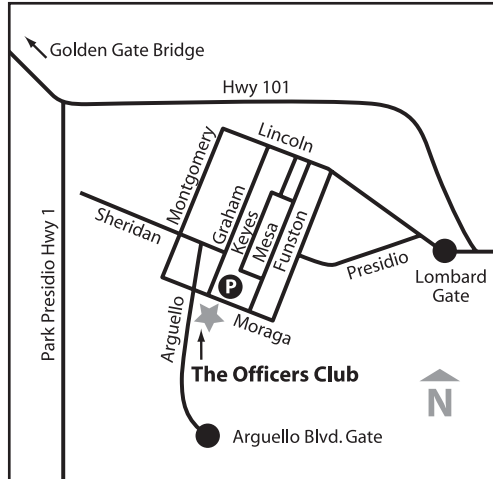 Golden Gate Bridge
Hwy 101
Lincoln
Montgomery
Graham
Keyes
Mesa
Funston
Sheridan
Presidio
Lombard
Gate
Park Presidio Hwy 1
P
Arguello
Moraga
The Officers Club
N
Arguello Blvd. Gate